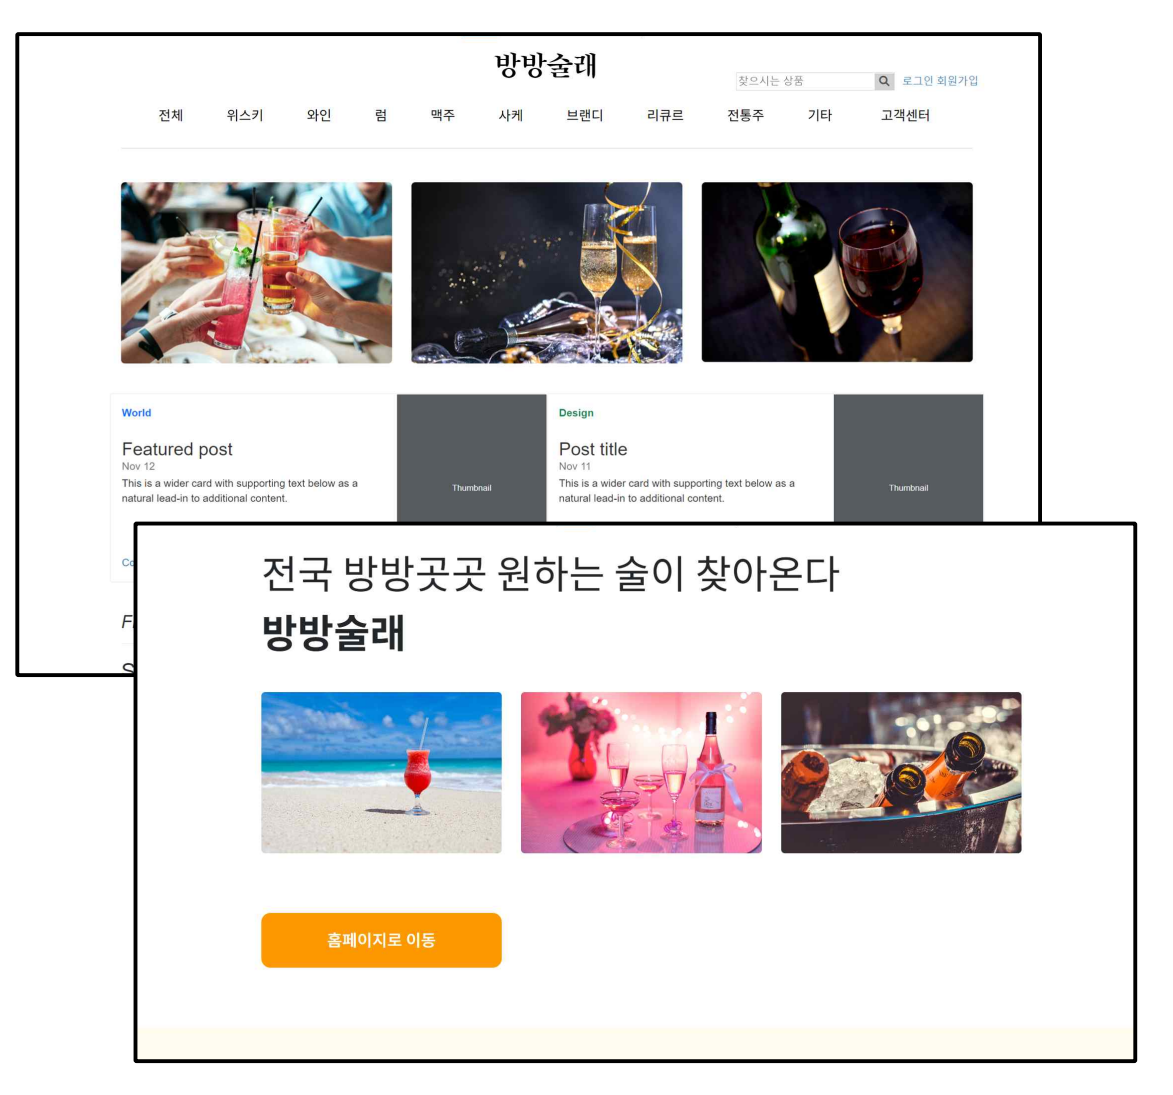 방방술래
찾으시는 상품
로그인 회원가입
전체 위스키 와인 럼 맥주 사케 브랜디 리큐르 전통주 기타 고객센터
World
Featured post
Nov 12
This is a wider card with supporting text below as a
natural lead-in to additional content.
Thumbnail
Design
Post title
Nov 11
This is a wider card with supporting text below as a
natural lead-in to additional content.
Thumbnail
전국 방방곳곳 원하는 술이 찾아온다
방방술래
홈페이지로 이동